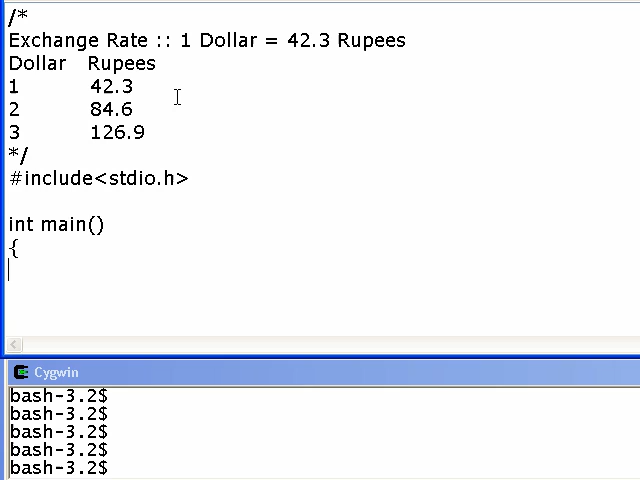 /*
Exchange Rate :: 1 Dollar = 42.3 Rupees
Dollar Rupees
1 42.3
2 84.6
3 126.9
*/
#include<stdio.h>
int main()
{
Cygwin
bash-3.2$
bash-3.2$
bash-3.2$
bash-3.2$
bash-3.2$